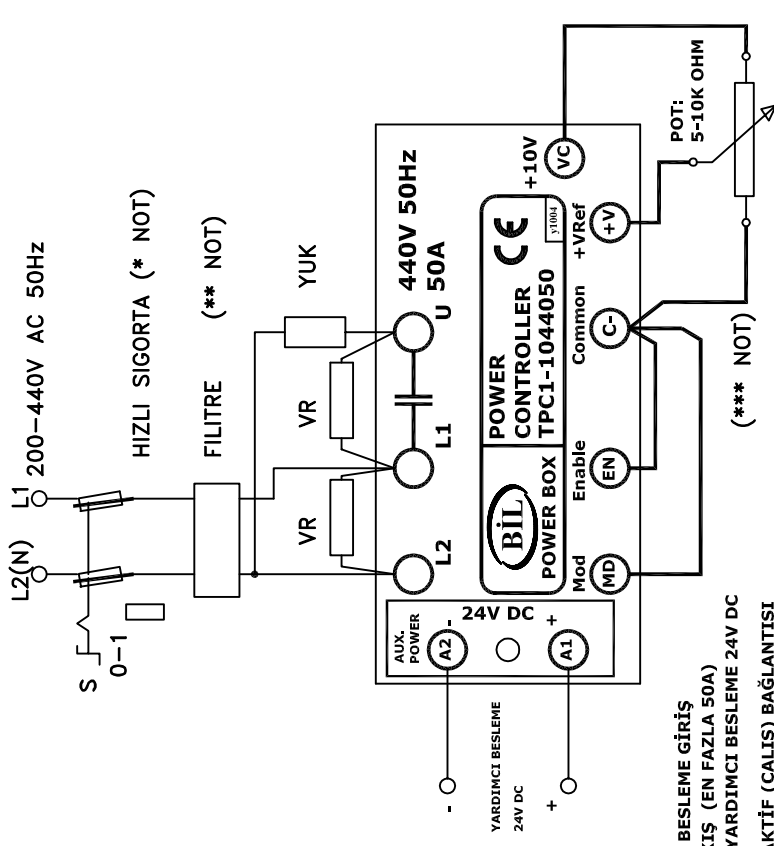 L1
200-440V AC 50Hz
L2(N)
HIZLI SIGORTA (* NOT)
S
0-1
FILITRE
(** NOT)
YUK
VR
VR
440V 50Hz
50A
U
L1
L2
+10V
VC
AUX.
POWER
A2
-
24V DC
+
A1
BİL
POWER BOX
POWER
CONTROLLER
TPC1-1044050
CE
y1004
Mod
Enable
Common
+VRef
MD
EN
C-
+V
POT:
5-10K OHM
(*** NOT)
-
YARDIMCI BESLEME
24V DC
+
BESLEME GİRİŞ
(EN FAZLA 50A)
YARDIMCI BESLEME 24V DC
(CALIS) BAĞLANTISI